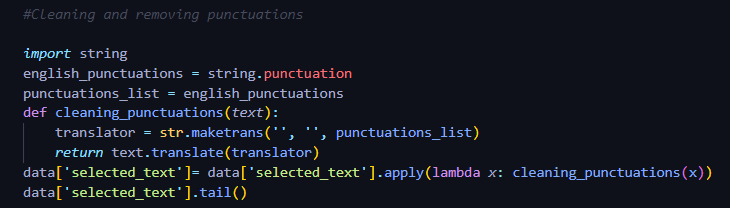 #Cleaning and removing punctuations
import string
english_punctuations = string.punctuation
punctuations_list = english_punctuations
def cleaning_punctuations(text):
    translator = str.maketrans('', '', punctuations_list)
    return text.translate(translator)
data['selected_text']= data['selected_text'].apply(lambda x: cleaning_punctuations(x))
data['selected_text'].tail()